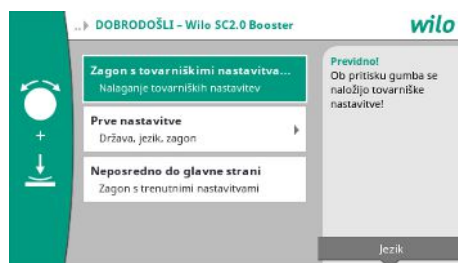 ..▸ DOBRODOŠLI – Wilo SC2.0 Booster
wilo
Zagon s tovarniškimi nastavitva...
Nalaganje tovarniških nastavitev
Prve nastavitve
Država, jezik, zagon
Neposredno do glavne strani
Zagon s trenutnimi nastavitvami
Previdno!
Ob pritisku gumba se
naložijo tovarniške
nastavitve!
+
Jezik